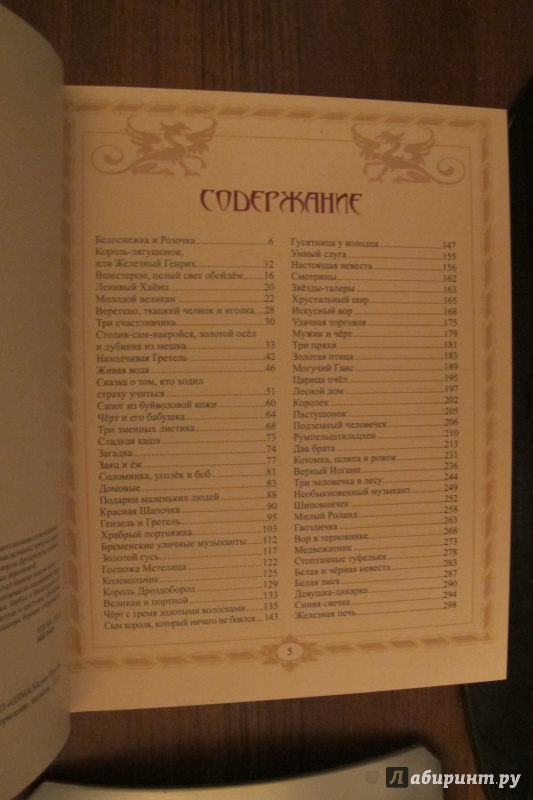 СОДЕРЖАНИЕ
Белоснежка и Розочка 6
Король-лягушонок,
или Железный Генрих 12
Вшестером, целый свет обойдём 16
Ленивый Хайнц 20
Молодой великан 22
Веретено, ткацкий челнок и иголка 28
Три счастливчика 30
Столик-сам-накройся, золотой осёл
и дубинка из мешка 33
Находчивая Гретель 42
Живая вода 46
Сказка о том, кто ходил
страху учиться 51
Сапог из буйволовой кожи 60
Чёрт и его бабушка 64
Три змеиных листика 68
Сладкая каша 73
Загадка 74
Заяц и ёж 77
Соломинка, уголёк и боб 81
Домовые 83
Подарки маленьких людей 88
Красная Шапочка 90
Гензель и Гретель 95
Храбрый портняжка 103
Бременские уличные музыканты 112
Золотой гусь 117
Госпожа Метелица 122
Колокольчик 125
Король Дроздобород 129
Великан и портной 133
Чёрт с тремя золотыми волосками 135
Сын короля, который ничего не боялся 143
Гусятница у колодца 147
Умный слуга 155
Настоящая невеста 156
Смотрины 162
Звёзды-талеры 163
Хрустальный шар 165
Искусный вор 168
Удачная торговля 175
Мужик и чёрт 179
Три пряхи 181
Золотая птица 183
Могучий Ганс 189
Царица пчёл 195
Лесной дом 197
Королек 202
Пастушонок 205
Подземный человечек 206
Румпельштильцхен 210
Два брата 213
Котомка, шляпа и рожок 231
Верный Иоганн 236
Три человечка в лесу 244
Необыкновенный музыкант 249
Шиповничек 252
Милый Роланд 258
Гвоздичка 263
Вор в терновнике 268
Медвежатник 273
Стоптанные туфельки 278
Белая и чёрная невеста 283
Белая змея 287
Девушка-дикарка 290
Синяя свечка 294
Железная печь 298
5
Лабиринт.ру